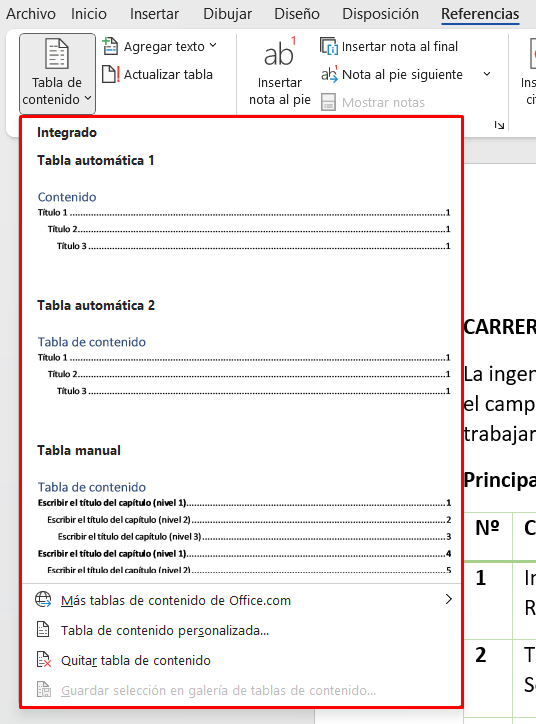 Archivo Inicio Insertar Dibujar Diseño Disposición Referencias
Tabla de contenido
Agregar texto
Actualizar tabla
ab1
Insertar nota al pie
Insertar nota al final
ab Nota al pie siguiente
Mostrar notas
Integrado
Tabla automática 1
Contenido
Título 1 ........ 1
Título 2 ........ 1
Título 3 ........ 1
Tabla automática 2
Tabla de contenido
Título 1 ........ 1
Título 2 ........ 1
Título 3 ........ 1
Tabla manual
Tabla de contenido
Escribir el título del capítulo (nivel 1) ........ 1
Escribir el título del capítulo (nivel 2) ........ 2
Escribir el título del capítulo (nivel 3) ........ 3
Escribir el título del capítulo (nivel 1) ........ 4
Escribir el título del capítulo (nivel 2) ........ 5
Más tablas de contenido de Office.com
Tabla de contenido personalizada...
Quitar tabla de contenido
Guardar selección en galería de tablas de contenido...
CARRER
La ingen
el camp
trabajar
Principa
Nº C
1 In
R
2 T
S